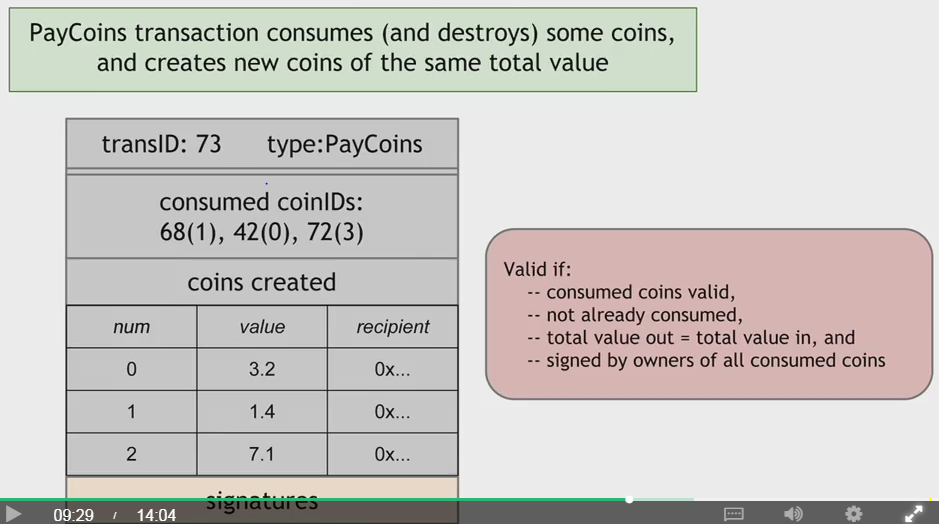 PayCoins transaction consumes (and destroys) some coins,
and creates new coins of the same total value
transID: 73 type:PayCoins
consumed coinIDs:
68(1), 42(0), 72(3)
coins created
num value recipient
0 3.2 0x...
1 1.4 0x...
2 7.1 0x...
signatures
Valid if:
-- consumed coins valid,
-- not already consumed,
-- total value out = total value in, and
-- signed by owners of all consumed coins
09:29 / 14:04